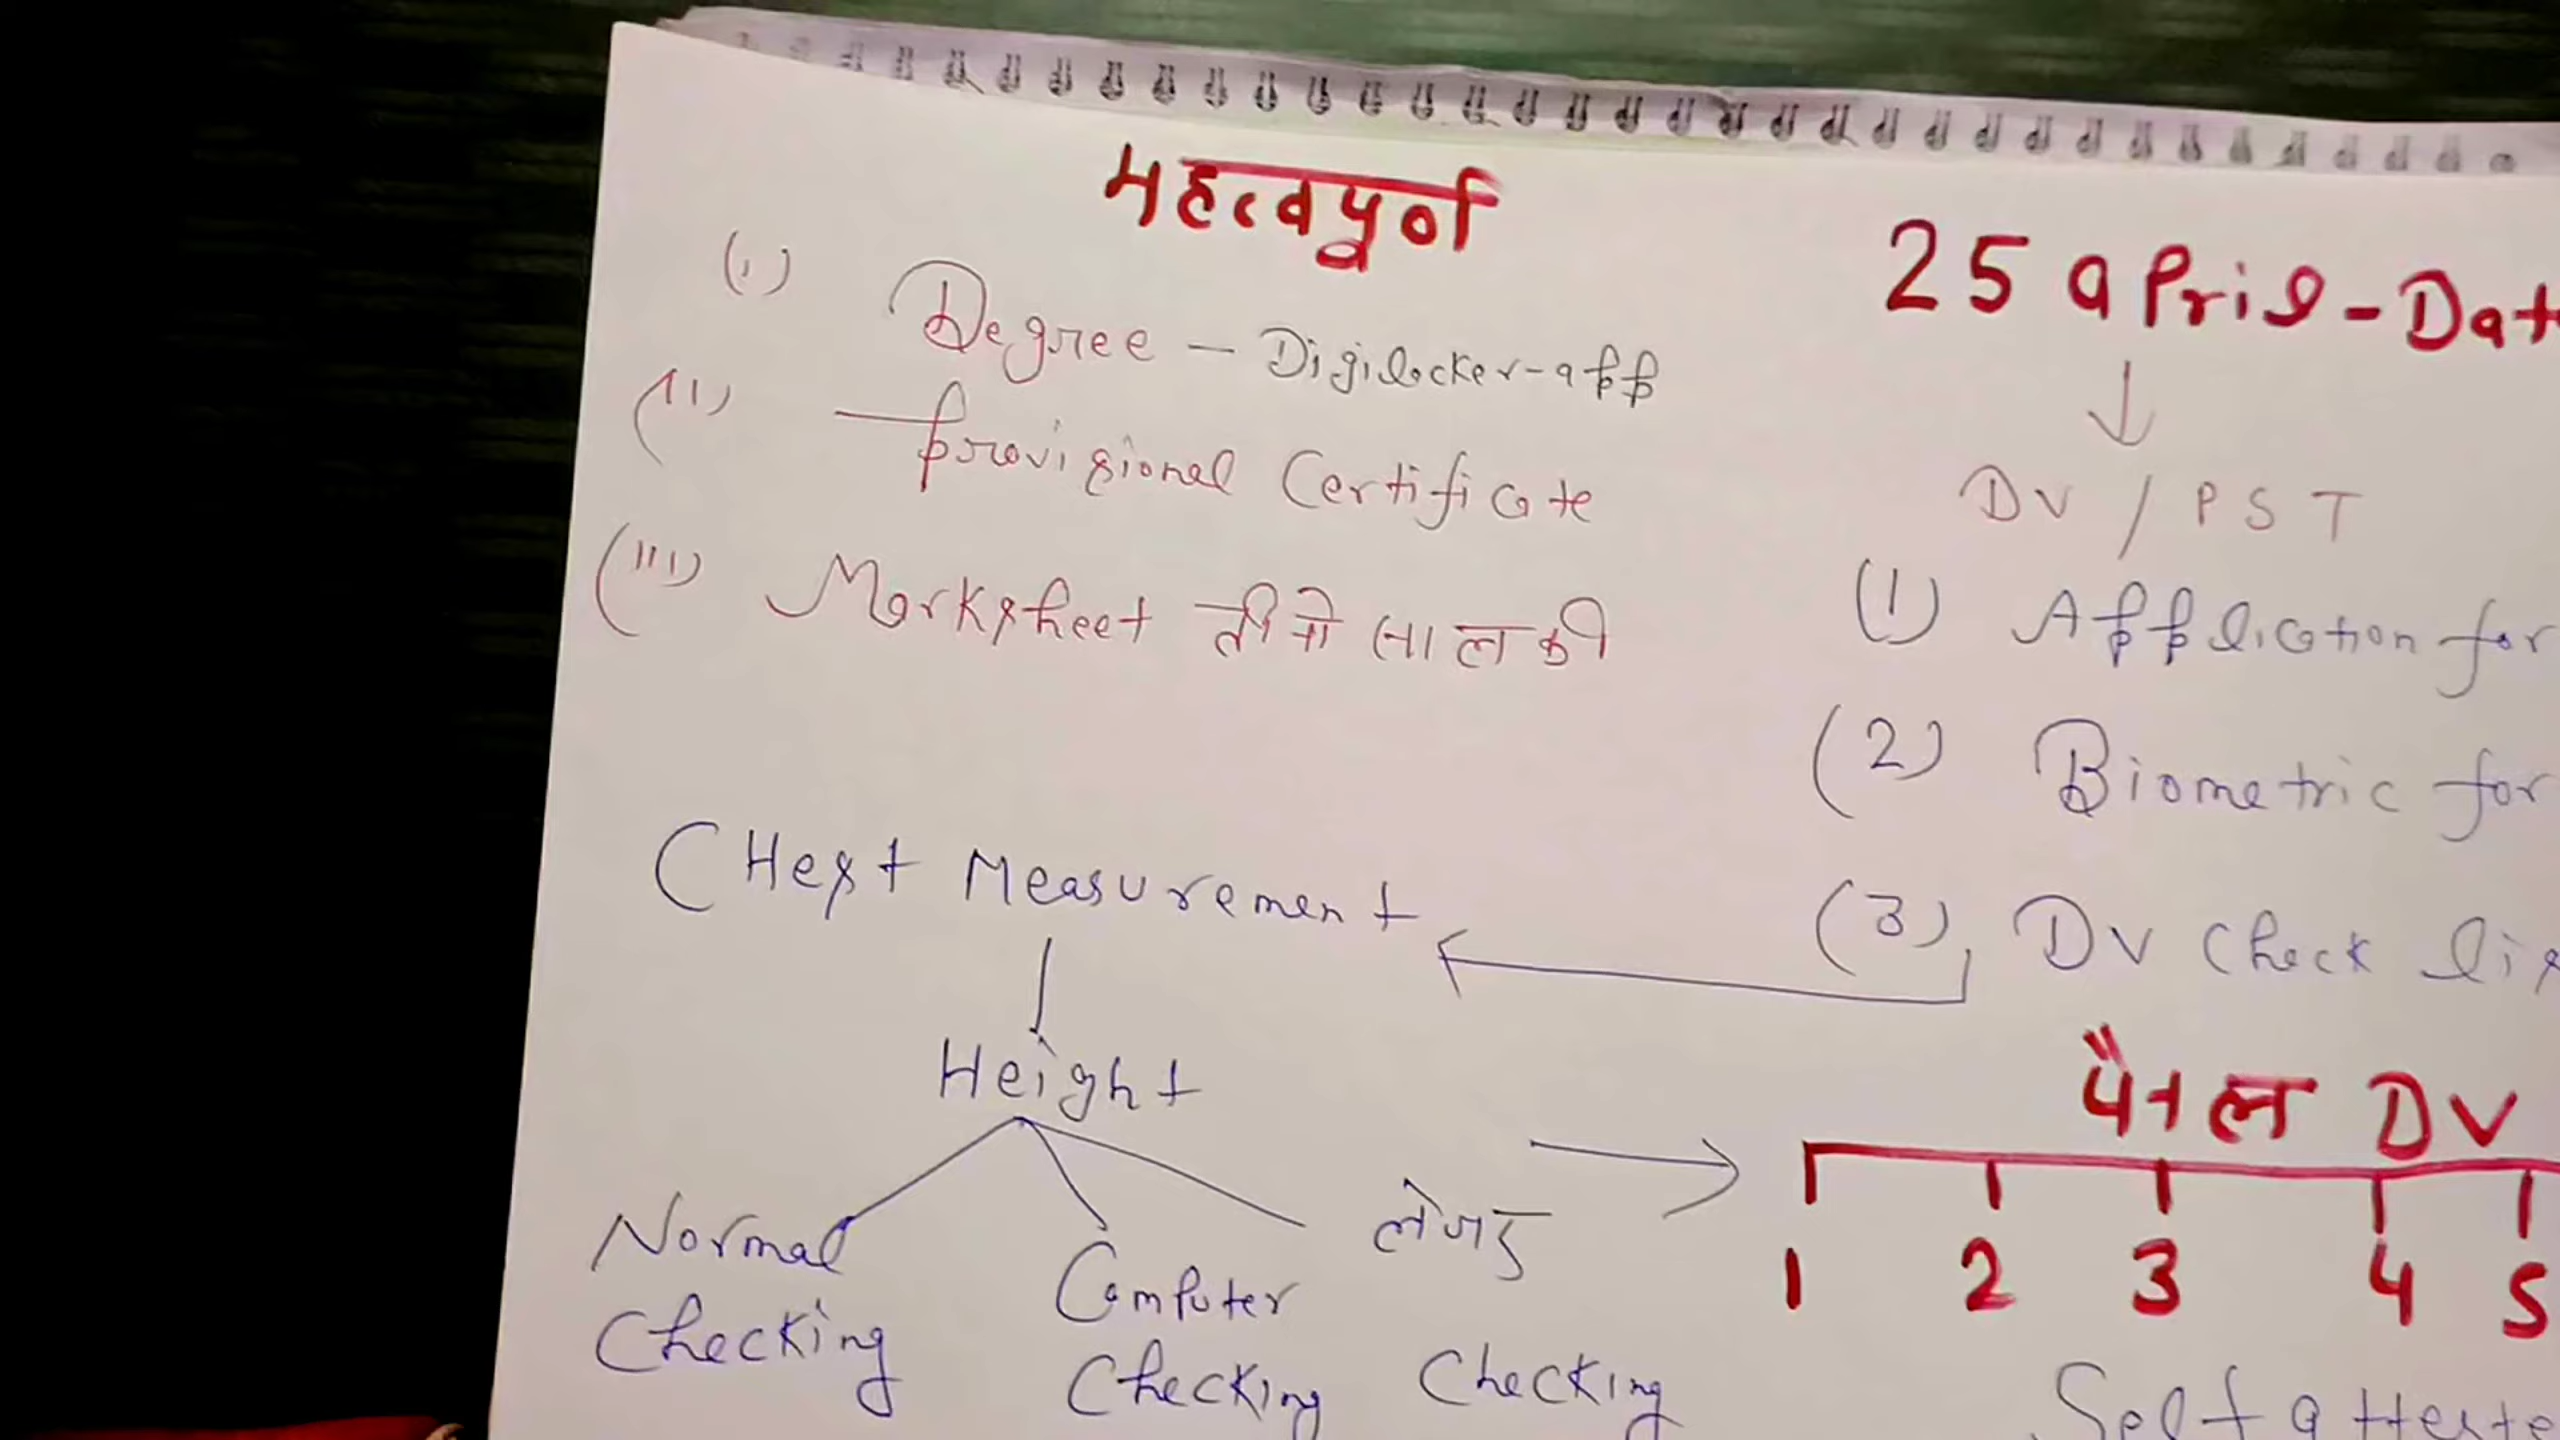 महत्वपूर्ण
(i) Degree - Digilocker-app
(ii) Provisional Certificate
(iii) Marksheet तीनो साल की
CHest Measurement
Height
Normal Checking
Computer Checking
लेजर Checking
25 april - Dat
DV / PST
(1) Application for
(2) Biometric for
(3) DV check lis
पैनल DV
1 2 3 4 5
Self atteste